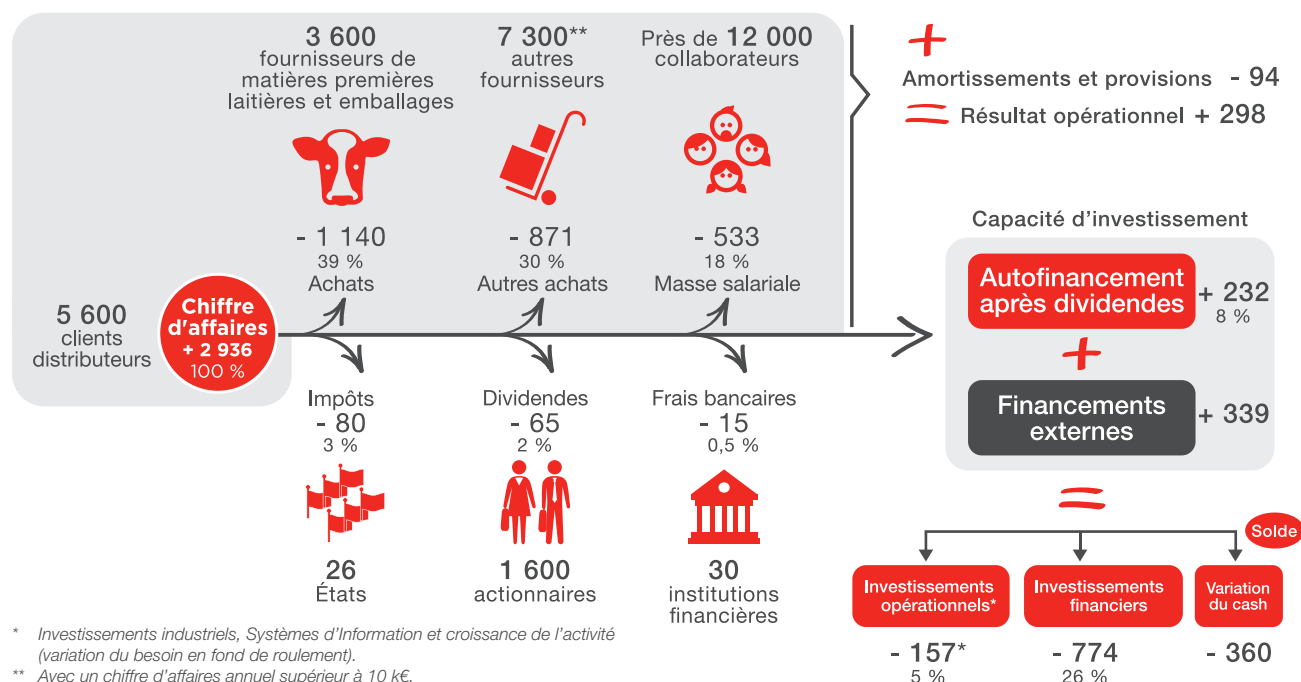 3 600
fournisseurs de
matières premières
laitières et emballages
- 1 140
39 %
Achats
7 300**
autres
fournisseurs
- 871
30 %
Autres achats
Près de 12 000
collaborateurs
- 533
18 %
Masse salariale
+
Amortissements et provisions - 94
= Résultat opérationnel + 298
5 600
clients
distributeurs
Chiffre
d'affaires
+ 2 936
100 %
Impôts
- 80
3 %
26
États
Dividendes
- 65
2 %
1 600
actionnaires
Frais bancaires
- 15
0,5 %
30
institutions
financières
Capacité d’investissement
Autofinancement
après dividendes
+ 232
8 %
+
Financements
externes
+ 339
=
Solde
Investissements
opérationnels*
- 157*
5 %
Investissements
financiers
- 774
26 %
Variation
du cash
- 360
* Investissements industriels, Systèmes d’Information et croissance de l’activité
(variation du besoin en fond de roulement).
** Avec un chiffre d’affaires annuel supérieur à 10 k€.